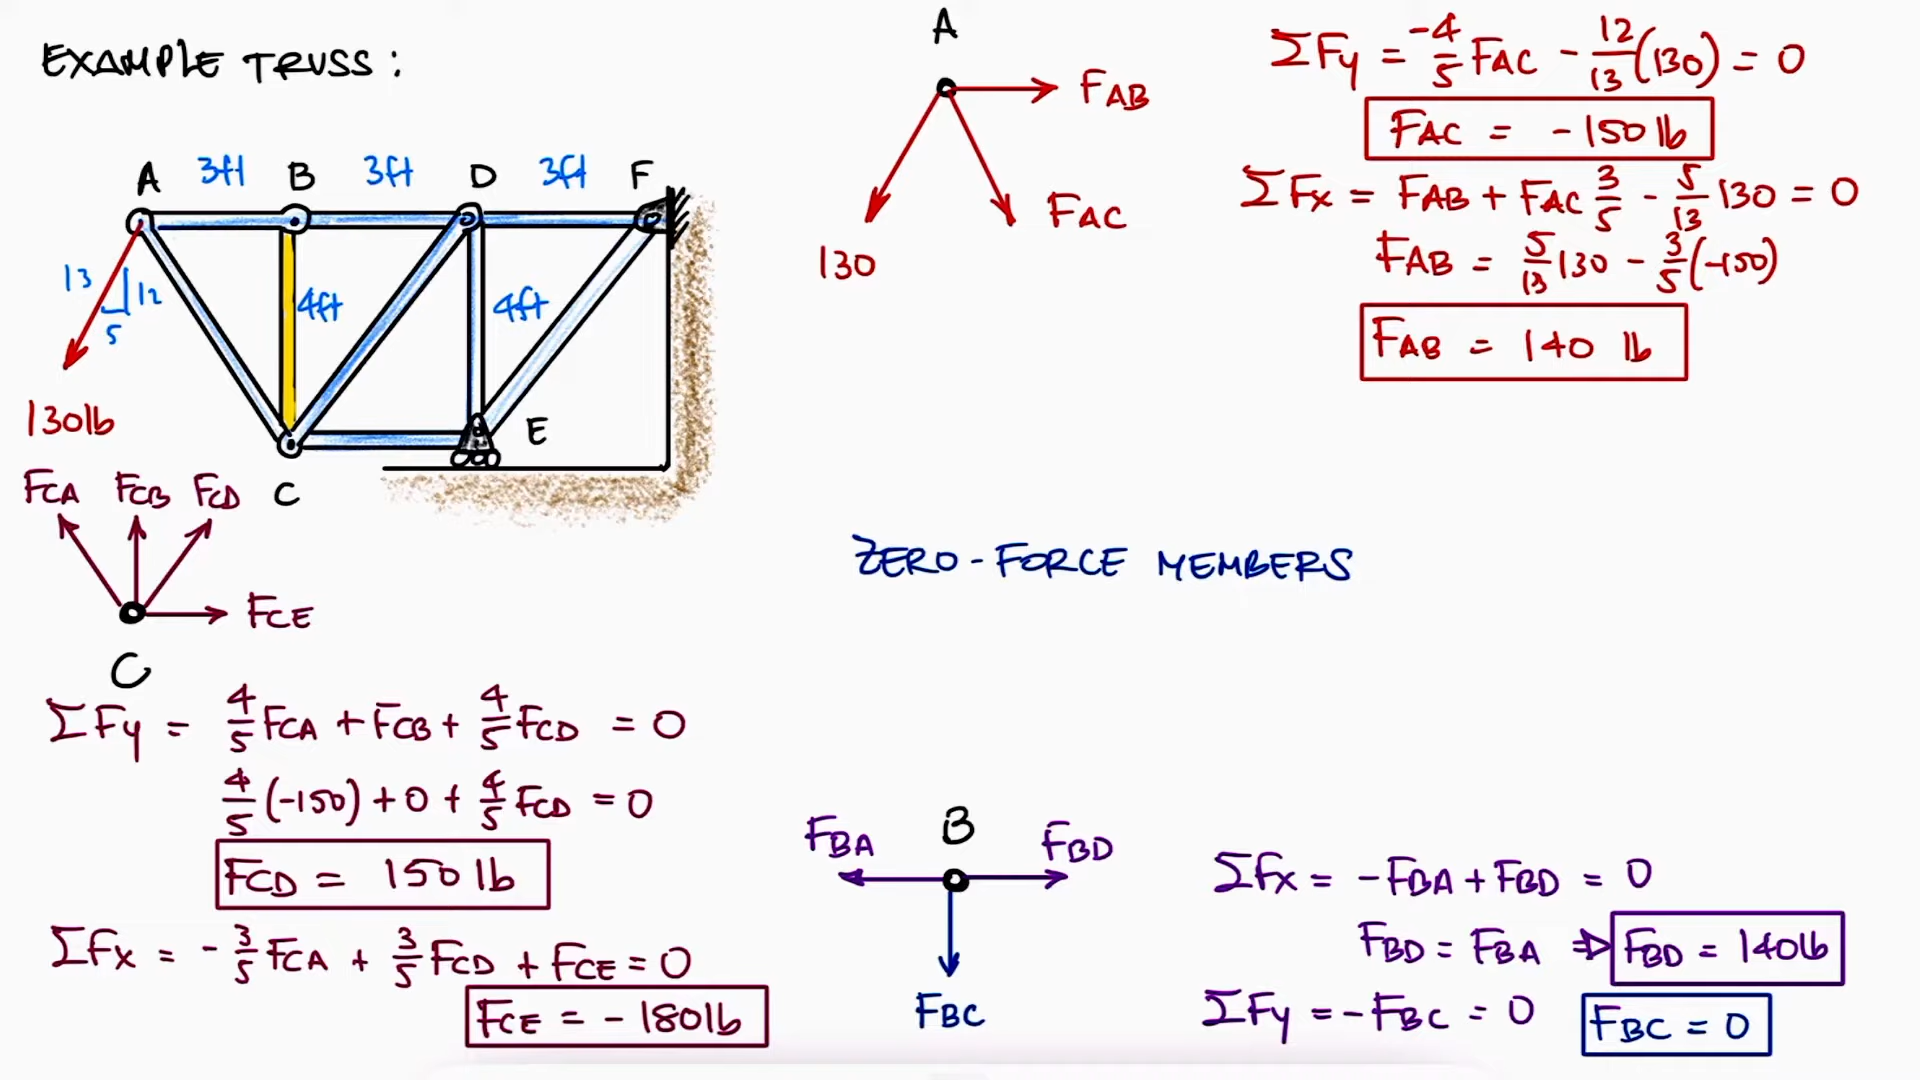 EXAMPLE TRUSS:
A 3ft B 3ft D 3ft F
13 12 5
4ft 4ft
130lb
E
C
FCA FCB FCD
FCE
C
ΣFy = 4/5 FCA + FCB + 4/5 FCD = 0
4/5 (-150) + 0 + 4/5 FCD = 0
FCD = 150 lb
ΣFx = - 3/5 FCA + 3/5 FCD + FCE = 0
FCE = - 180lb
A
FAB
FAC
130
ΣFy = -4/5 FAC - 12/13 (130) = 0
FAC = -150 lb
ΣFx = FAB + FAC 3/5 - 5/13 130 = 0
FAB = 5/13 130 - 3/5 (-150)
FAB = 140 lb
ZERO-FORCE MEMBERS
B
FBA FBD
FBC
ΣFx = -FBA + FBD = 0
FBD = FBA ⇒ FBD = 140lb
ΣFy = -FBC = 0 FBC = 0